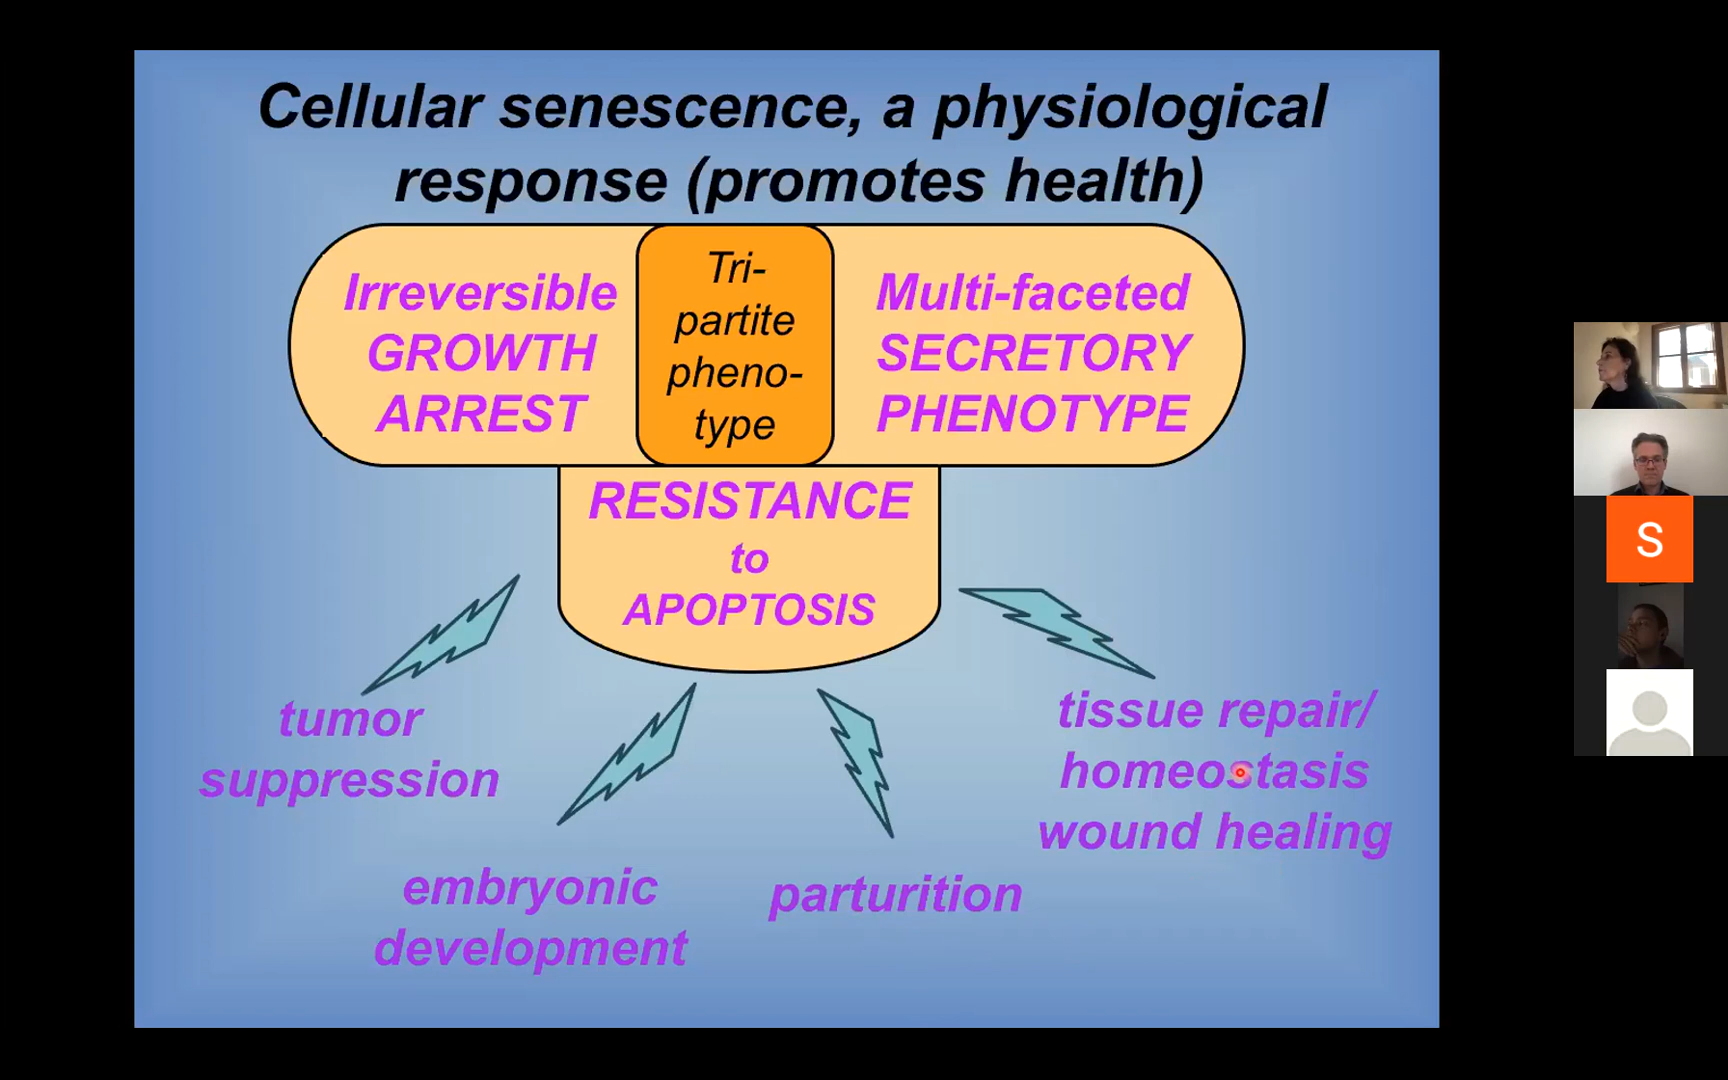 Cellular senescence, a physiological
response (promotes health)
Irreversible
GROWTH
ARREST
Tri-
partite
pheno-
type
Multi-faceted
SECRETORY
PHENOTYPE
RESISTANCE
to
APOPTOSIS
tumor
suppression
embryonic
development
parturition
tissue repair/
homeostasis
wound healing
S